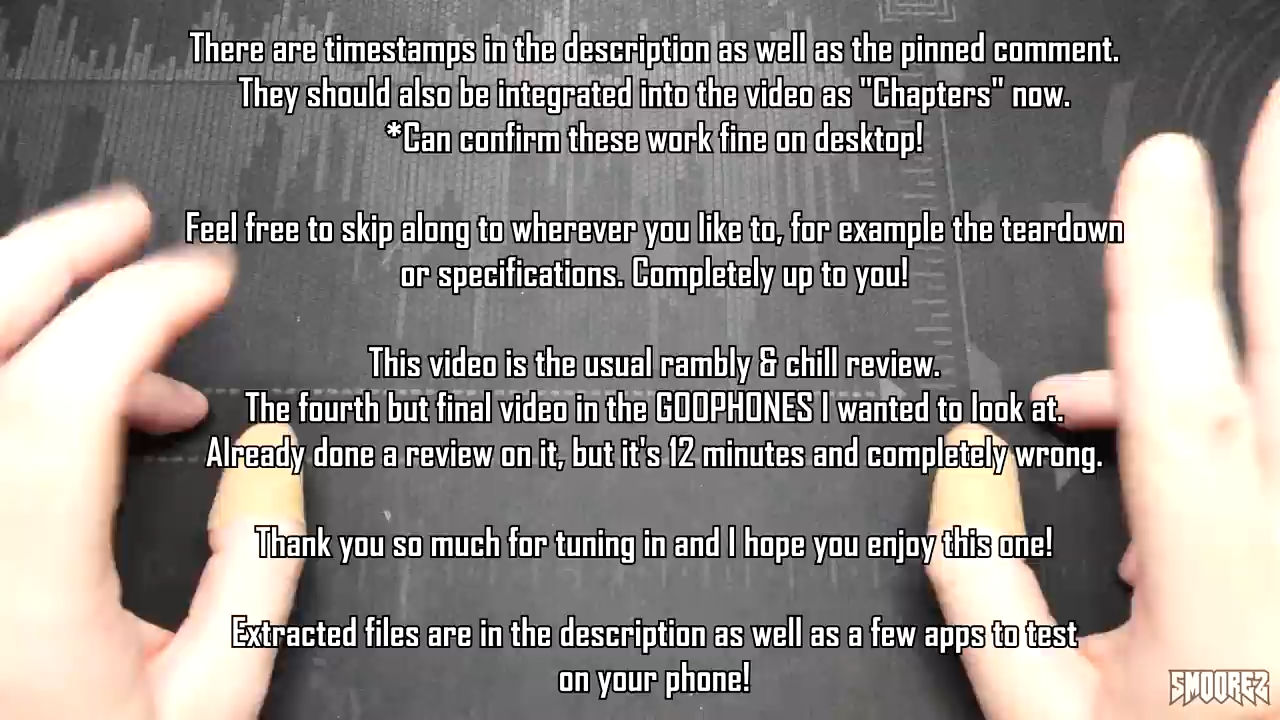 There are timestamps in the description as well as the pinned comment.
They should also be integrated into the video as "Chapters" now.
*Can confirm these work fine on desktop!
Feel free to skip along to wherever you like to, for example the teardown
or specifications. Completely up to you!
This video is the usual rambly & chill review.
The fourth but final video in the GOOPHONES I wanted to look at.
Already done a review on it, but it's 12 minutes and completely wrong.
Thank you so much for tuning in and I hope you enjoy this one!
Extracted files are in the description as well as a few apps to test
on your phone!
SMOOREZ